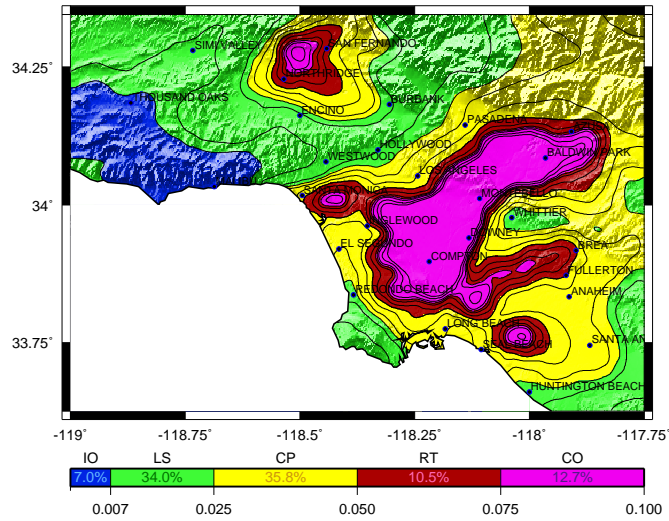 34.25
34
33.75
SIMI VALLEY
SAN FERNANDO
NORTHRIDGE
THOUSAND OAKS
BURBANK
ENCINO
PASADENA
HOLLYWOOD
WESTWOOD
BALDWIN PARK
LOS ANGELES
SANTA MONICA
MONTEBELLO
WHITTIER
INGLEWOOD
DOWNEY
EL SEGUNDO
BREA
COMPTON
FULLERTON
REDONDO BEACH
ANAHEIM
LONG BEACH
SEAL BEACH
SANTA AN
HUNTINGTON BEACH
-119˚ -118.75˚ -118.5˚ -118.25˚ -118˚ -117.75˚
IO LS CP RT CO
7.0% 34.0% 35.8% 10.5% 12.7%
0.007 0.025 0.050 0.075 0.100